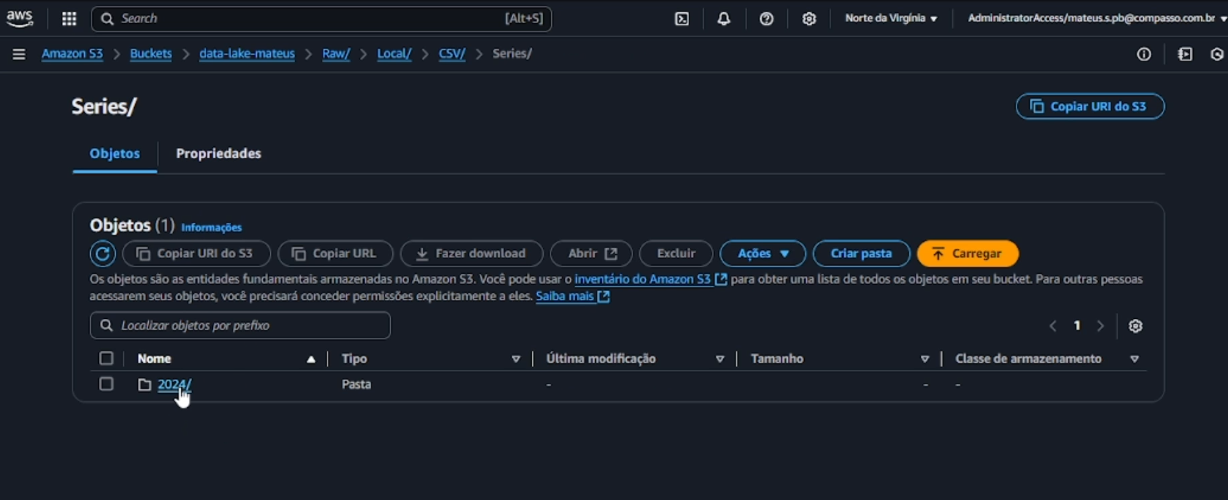 aws Search [Alt+S] Norte da Virgínia ▼ AdministratorAccess/mateus.s.pb@compasso.com.br ▼
Amazon S3 > Buckets > data-lake-mateus > Raw/ > Local/ > CSV/ > Series/
Series/
Copiar URI do S3
Objetos Propriedades
Objetos (1) Informações
Copiar URI do S3 Copiar URL Fazer download Abrir Excluir Ações ▼ Criar pasta Carregar
Os objetos são as entidades fundamentais armazenadas no Amazon S3. Você pode usar o inventário do Amazon S3 para obter uma lista de todos os objetos em seu bucket. Para outras pessoas
acessarem seus objetos, você precisará conceder permissões explicitamente a eles. Saiba mais
Localizar objetos por prefixo < 1 >
Nome ▲ Tipo ▽ Última modificação ▽ Tamanho ▽ Classe de armazenamento ▽
2024/ Pasta - - -